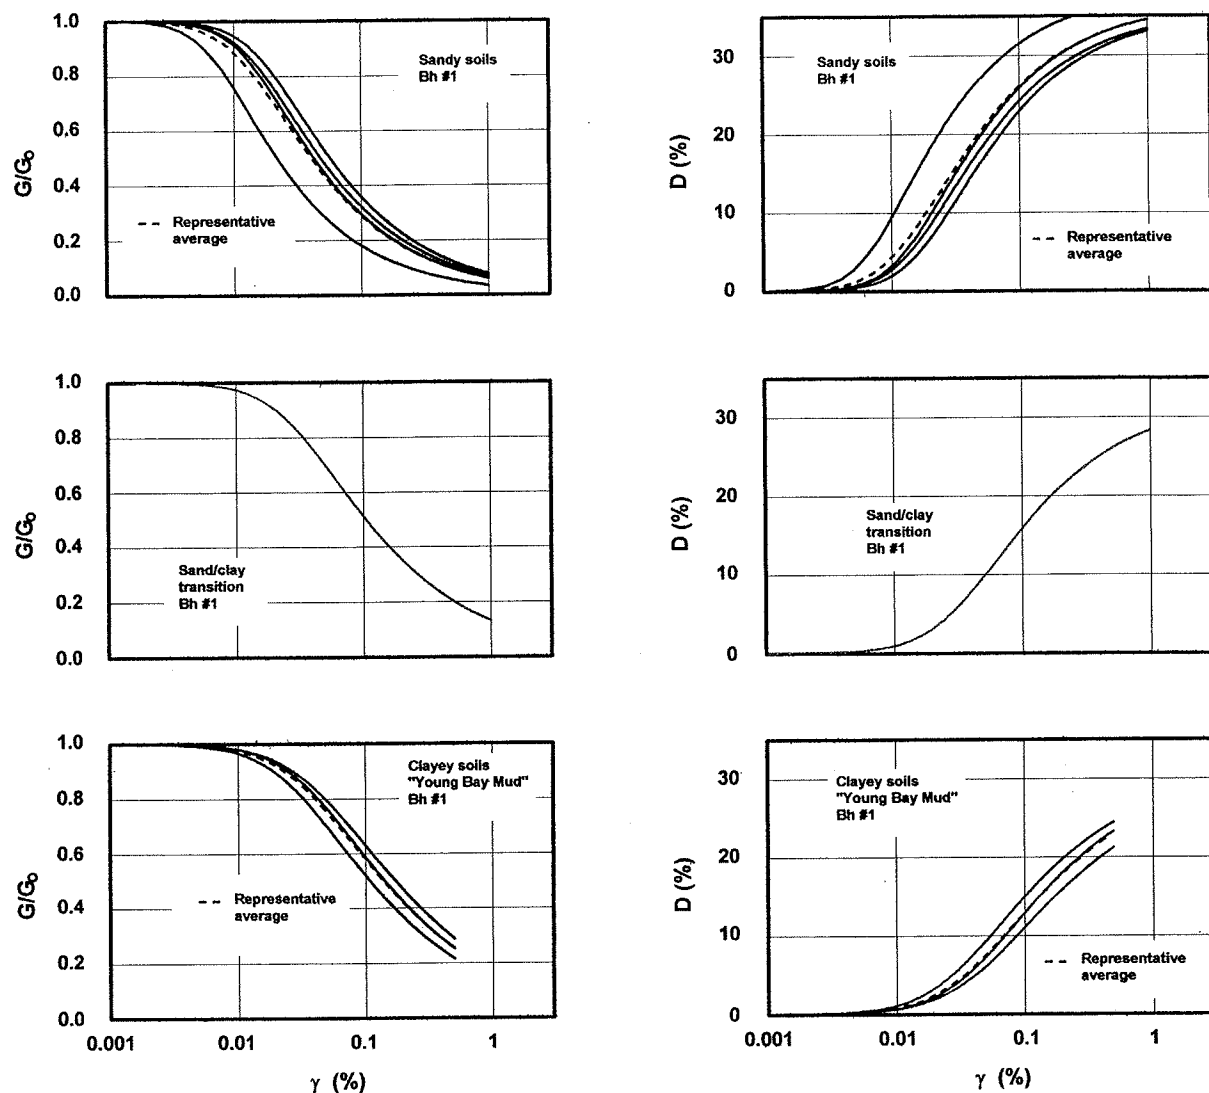 1.0
0.8
0.6
0.4
0.2
0.0
G/Go
Sandy soils
Bh #1
Representative
average
30
20
10
0
D (%)
Sandy soils
Bh #1
Representative
average
1.0
0.8
0.6
0.4
0.2
0.0
G/Go
Sand/clay
transition
Bh #1
30
20
10
0
D (%)
Sand/clay
transition
Bh #1
1.0
0.8
0.6
0.4
0.2
0.0
G/Go
Clayey soils
"Young Bay Mud"
Bh #1
Representative
average
0.001 0.01 0.1 1
γ (%)
30
20
10
0
D (%)
Clayey soils
"Young Bay Mud"
Bh #1
Representative
average
0.001 0.01 0.1 1
γ (%)